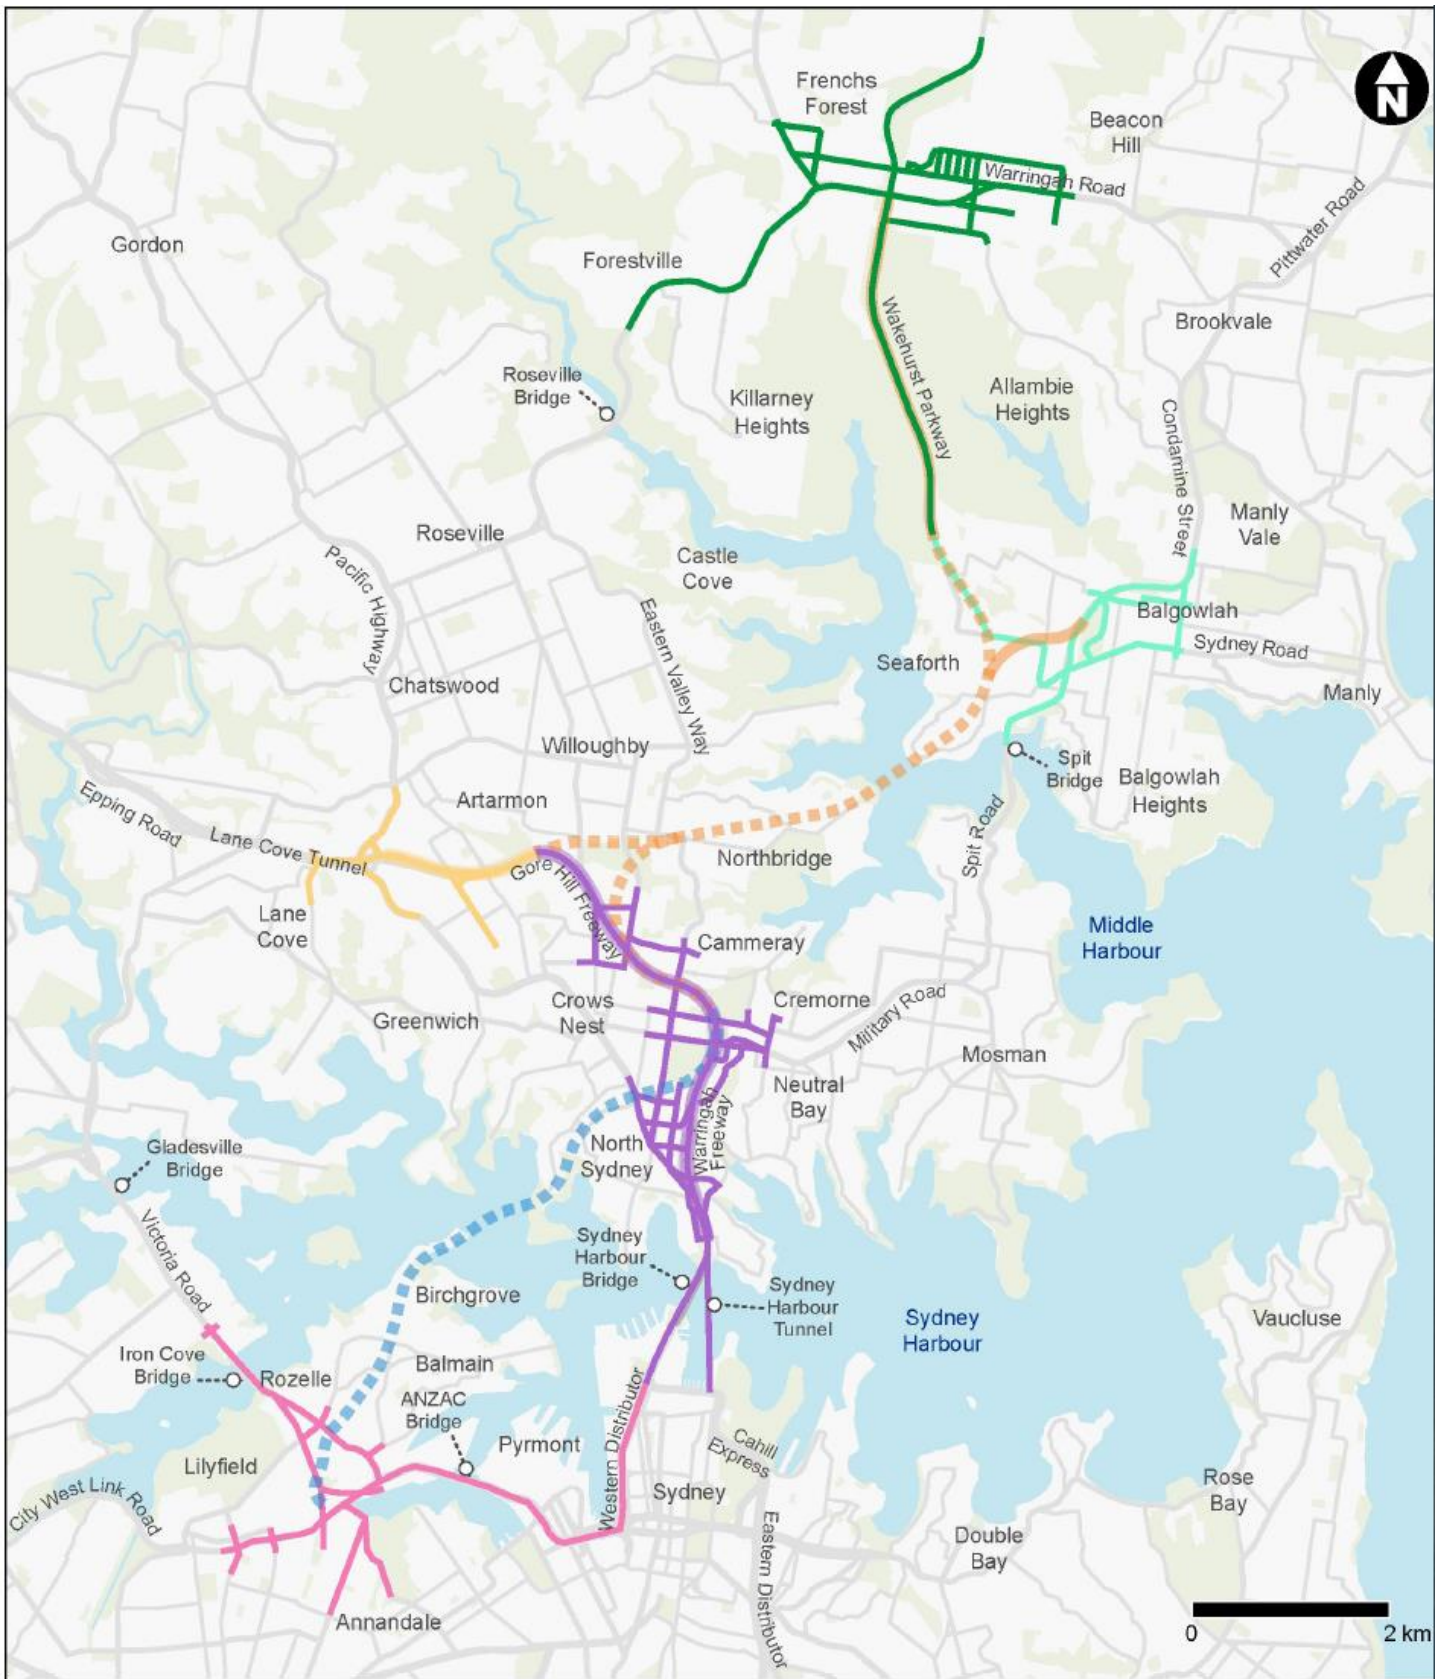 Frenchs
Forest
N
Beacon
Hill
Warringah Road
Pittwater Road
Gordon
Forestville
Wakehurst Parkway
Brookvale
Roseville
Bridge
Killarney
Heights
Allambie
Heights
Condamine Street
Manly
Vale
Roseville
Pacific Highway
Castle
Cove
Eastern Valley Way
Balgowlah
Sydney Road
Seaforth
Chatswood
Manly
Willoughby
Spit
Bridge
Balgowlah
Heights
Epping Road
Artarmon
Lane Cove Tunnel
Spit Road
Gore Hill Freeway
Northbridge
Lane
Cove
Middle
Harbour
Cammeray
Crows
Nest
Cremorne
Military Road
Greenwich
Mosman
Neutral
Bay
Warringah
Freeway
Gladesville
Bridge
North
Sydney
Victoria Road
Sydney
Harbour
Bridge
Birchgrove
Sydney
Harbour
Tunnel
Sydney
Harbour
Vaucluse
Iron Cove
Bridge
Rozelle
Balmain
ANZAC
Bridge
Western Distributor
Pyrmont
Cahill
Express
Lilyfield
City West Link Road
Sydney
Rose
Bay
Eastern Distributor
Double
Bay
Annandale
0
2 km